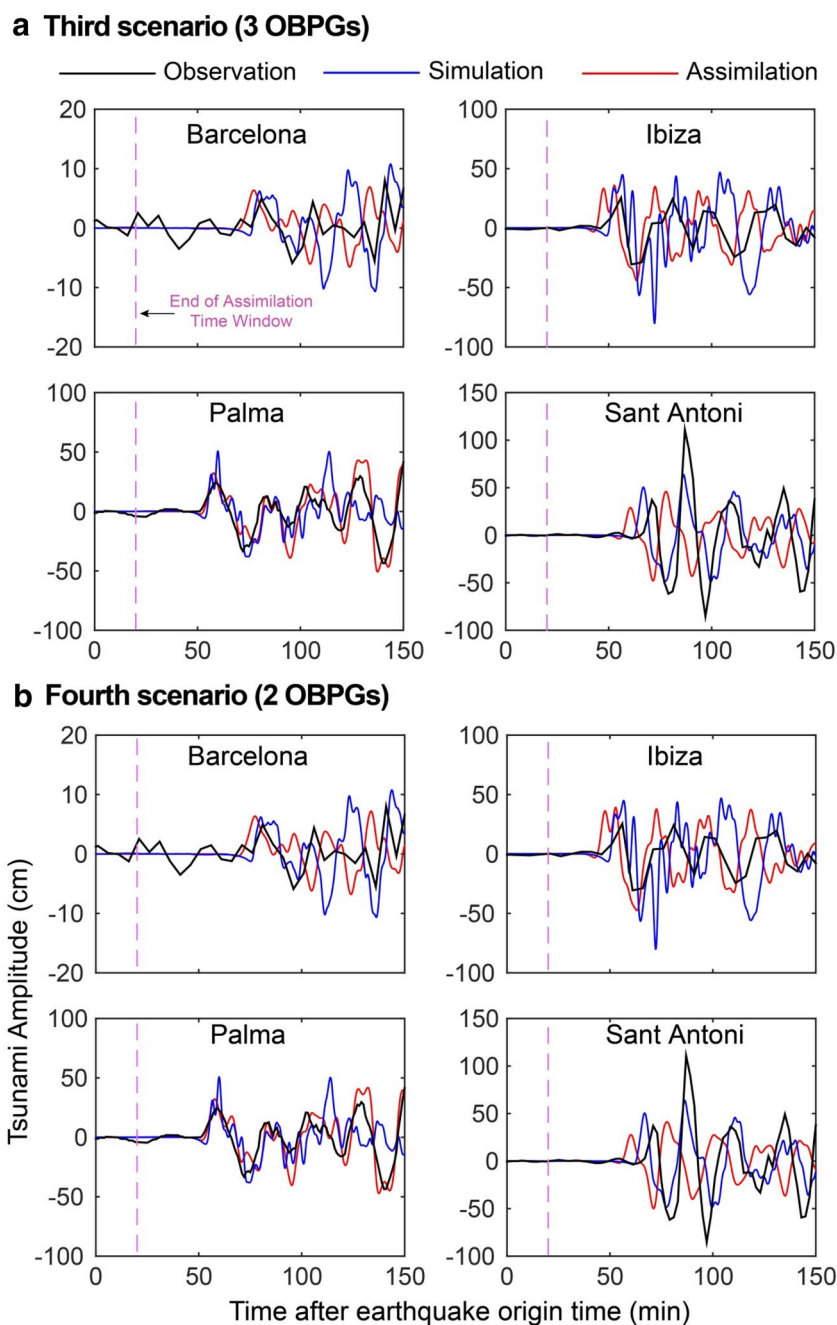 a Third scenario (3 OBPGs)
Observation Simulation Assimilation
Barcelona
20
10
0
-10
-20
End of Assimilation
Time Window
Ibiza
100
50
0
-50
-100
Palma
100
50
0
-50
-100
0 50 100 150
Sant Antoni
150
100
50
0
-50
-100
0 50 100 150
b Fourth scenario (2 OBPGs)
Barcelona
20
10
0
-10
-20
Ibiza
100
50
0
-50
-100
Palma
100
50
0
-50
-100
0 50 100 150
Sant Antoni
150
100
50
0
-50
-100
0 50 100 150
Tsunami Amplitude (cm)
Time after earthquake origin time (min)